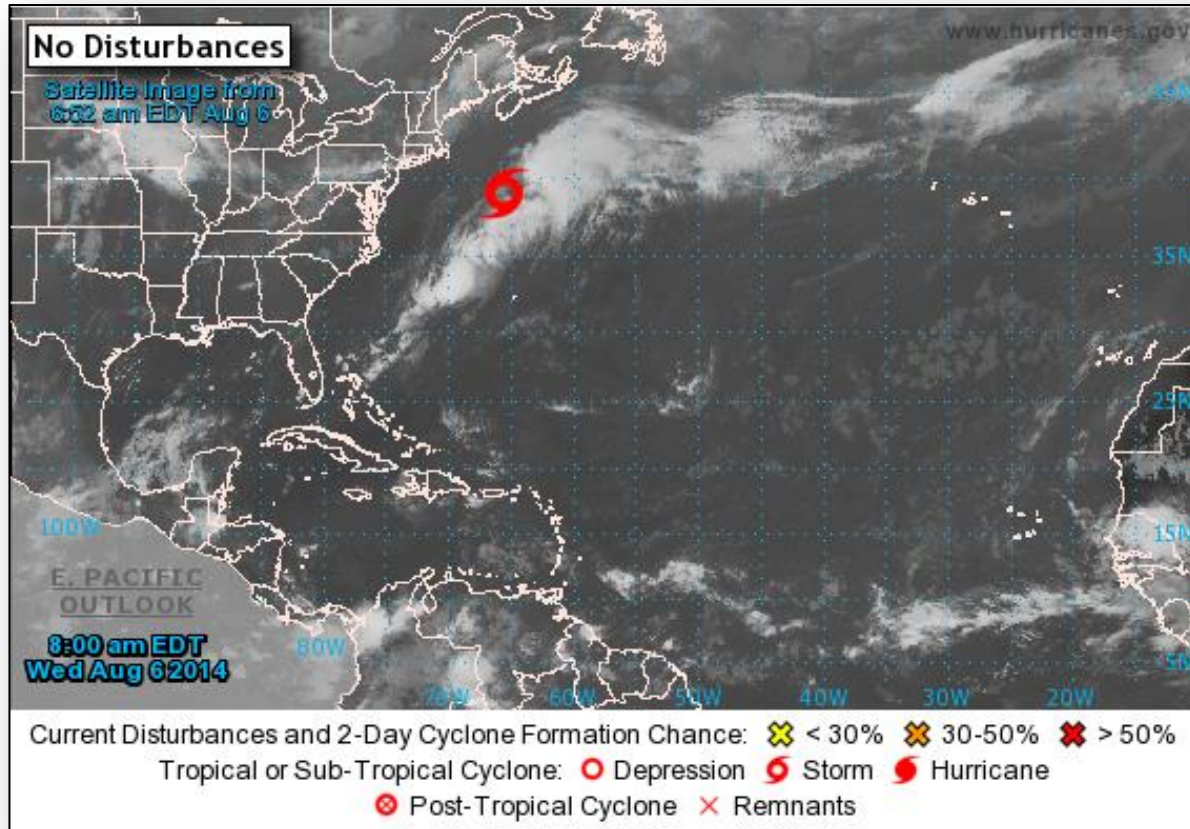 No Disturbances
www.hurricanes.gov
Satellite Image from
6:52 am EDT Aug 6
35N
25N
15N
100W
E. PACIFIC
OUTLOOK
8:00 am EDT
Wed Aug 6 2014
80W
5N
70W 60W 50W 40W 30W 20W
Current Disturbances and 2-Day Cyclone Formation Chance: < 30% 30-50% > 50%
Tropical or Sub-Tropical Cyclone: Depression Storm Hurricane
Post-Tropical Cyclone Remnants